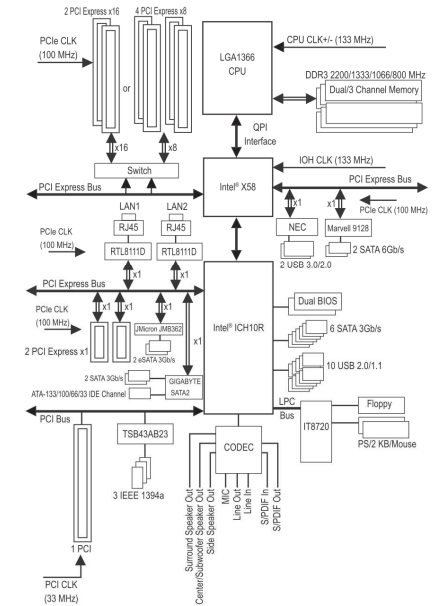 2 PCI Express x16
4 PCI Express x8
PCIe CLK
(100 MHz)
or
x16
x8
Switch
PCI Express Bus
LGA1366
CPU
CPU CLK+/- (133 MHz)
DDR3 2200/1333/1066/800 MHz
Dual/3 Channel Memory
QPI
Interface
Intel® X58
IOH CLK (133 MHz)
PCI Express Bus
x1
x1
PCIe CLK
(100 MHz)
NEC
Marvell 9128
2 USB 3.0/2.0
2 SATA 6Gb/s
LAN1
LAN2
RJ45
RJ45
PCIe CLK
(100 MHz)
RTL8111D
RTL8111D
x1
x1
PCI Express Bus
PCIe CLK
(100 MHz)
x1
x1
x1
x1
2 PCI Express x1
JMicron JMB362
2 eSATA 3Gb/s
2 SATA 3Gb/s
ATA-133/100/66/33 IDE Channel
GIGABYTE
SATA2
Intel® ICH10R
Dual BIOS
6 SATA 3Gb/s
10 USB 2.0/1.1
PCI Bus
TSB43AB23
3 IEEE 1394a
1 PCI
PCI CLK
(33 MHz)
LPC
Bus
IT8720
Floppy
PS/2 KB/Mouse
CODEC
Surround Speaker Out
Center/Subwoofer Speaker Out
Side Speaker Out
MIC
Line Out
Line In
S/PDIF In
S/PDIF Out